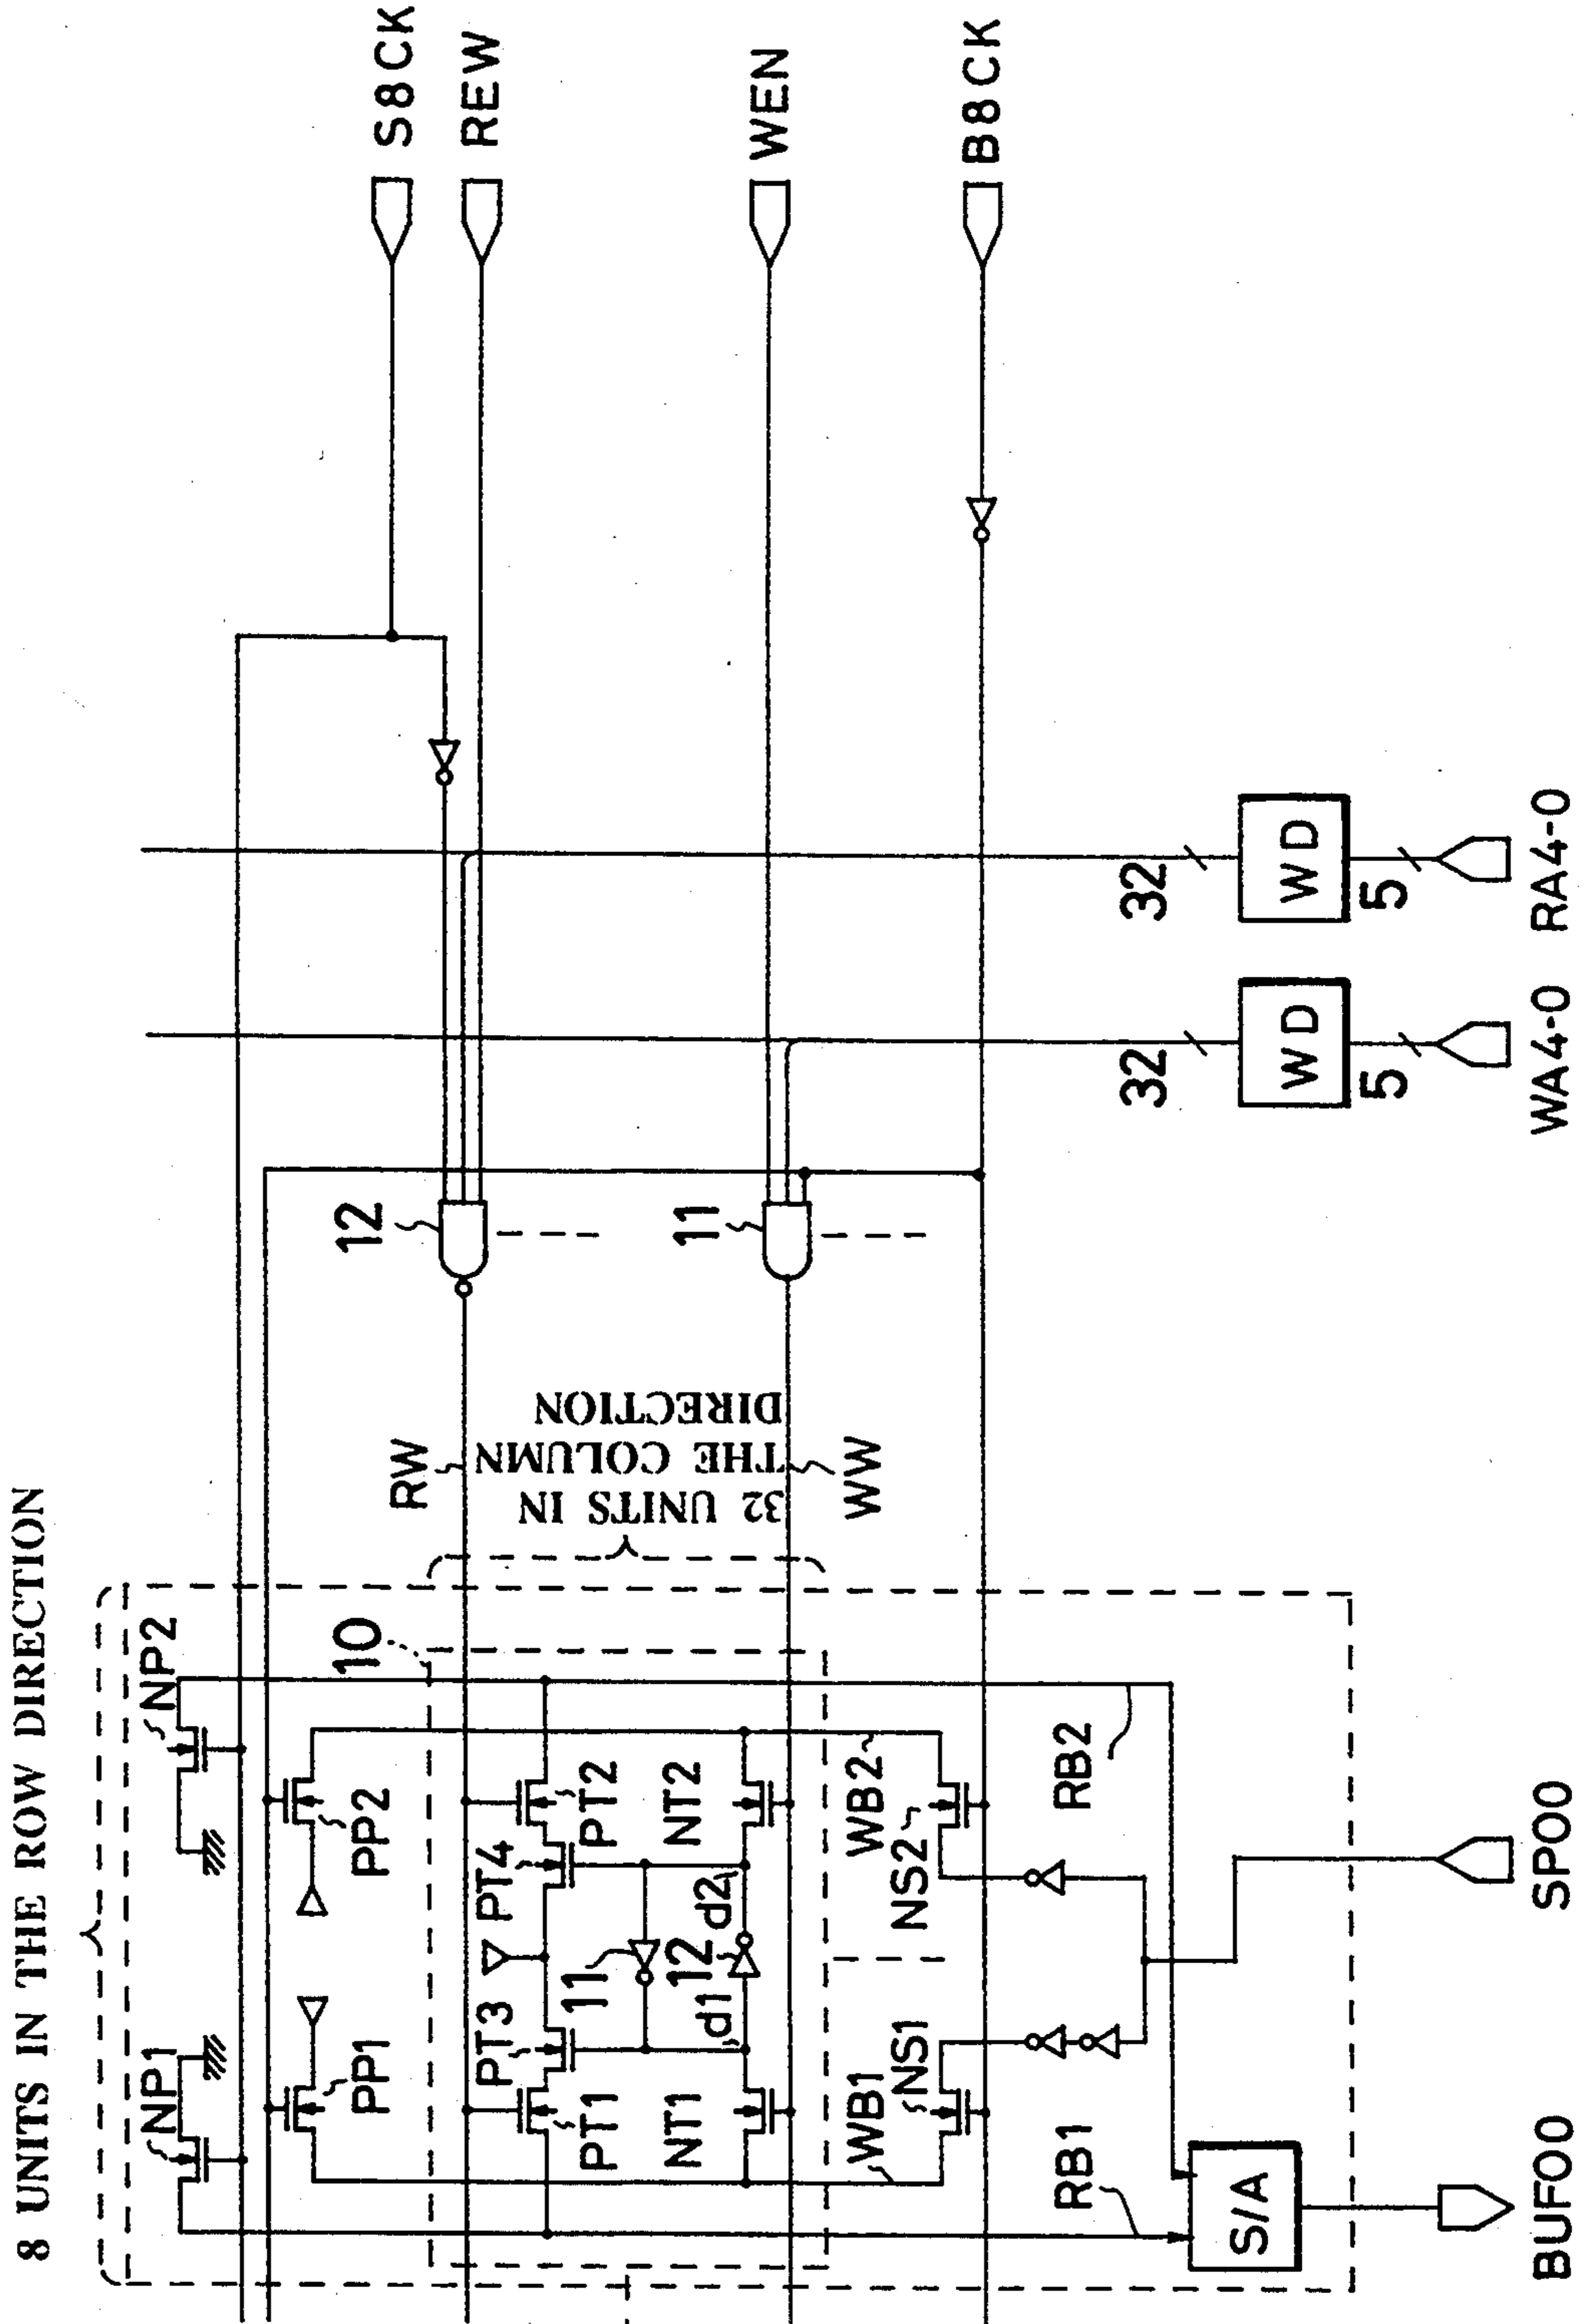 8 UNITS IN THE ROW DIRECTION
S8CK
REW
WEN
B8CK
NP1
NP2
PP1
PP2
10
12
11
RW
32 UNITS IN
THE COLUMN
DIRECTION
WW
PT1
PT3
PT4
PT2
11
12
d1
d2
NT1
NT2
WB1
NS1
NS2
WB2
RB1
RB2
S/A
32
32
WD
WD
5
5
BUF00
SP00
WA4-0
RA4-0